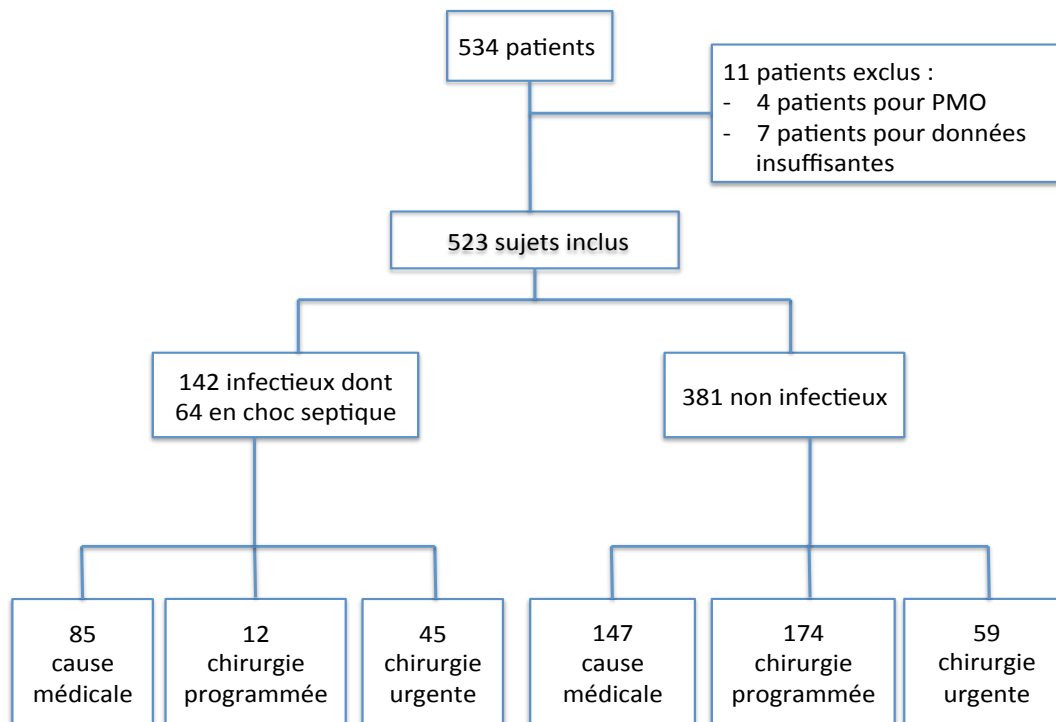 534 patients
11 patients exclus :
- 4 patients pour PMO
- 7 patients pour données
insuffisantes
523 sujets inclus
142 infectieux dont
64 en choc septique
381 non infectieux
85
cause
médicale
12
chirurgie
programmée
45
chirurgie
urgente
147
cause
médicale
174
chirurgie
programmée
59
chirurgie
urgente